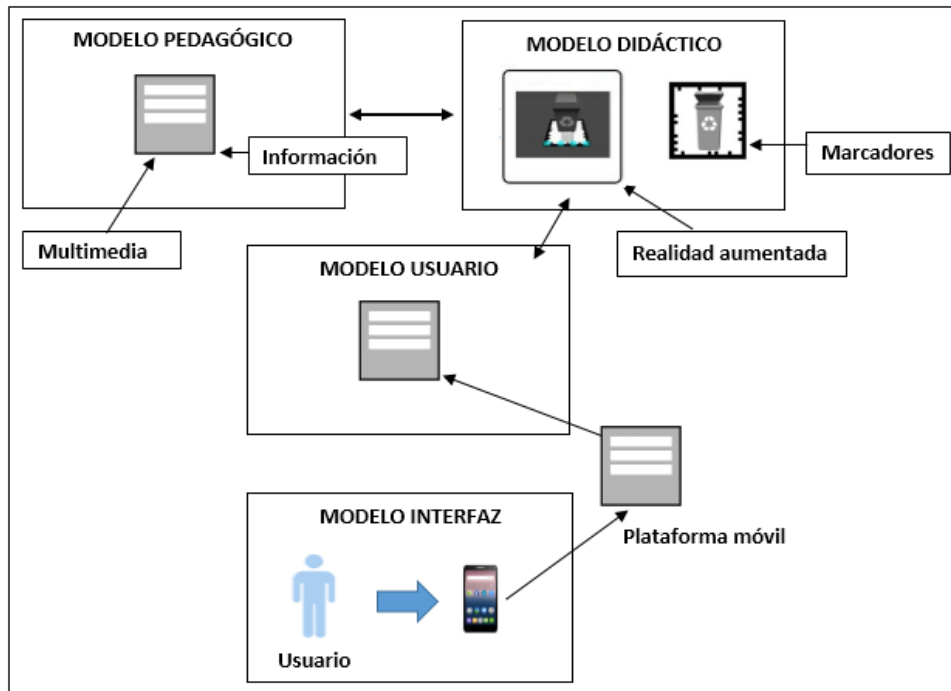 MODELO PEDAGÓGICO
MODELO DIDÁCTICO
Información
Marcadores
Multimedia
Realidad aumentada
MODELO USUARIO
Plataforma móvil
MODELO INTERFAZ
Usuario